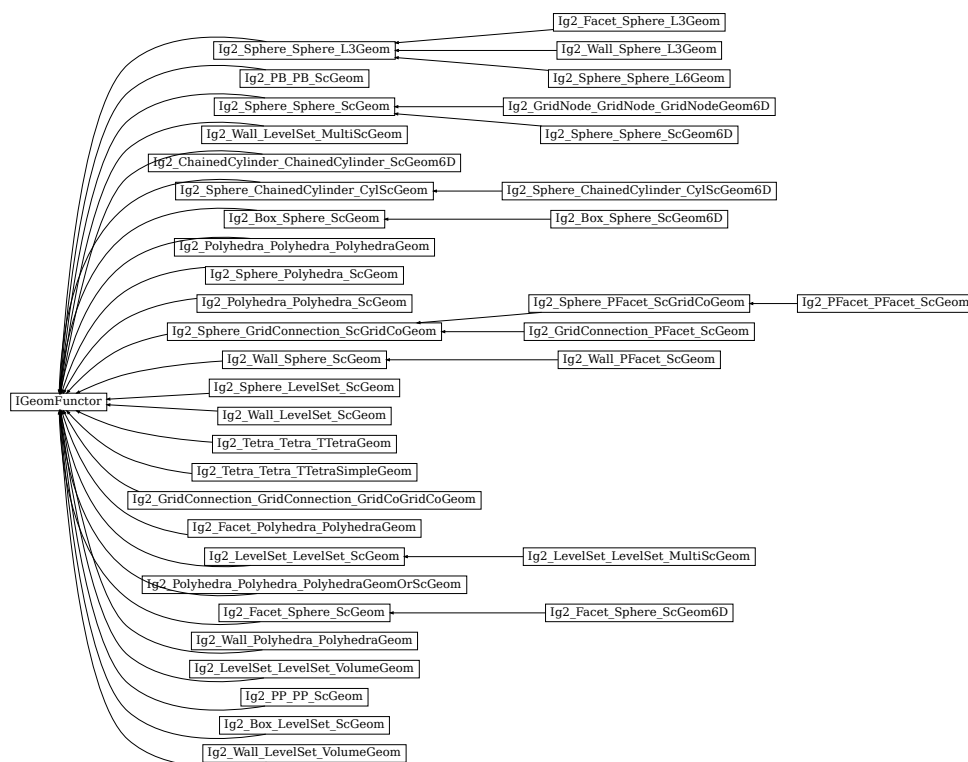 Ig2_Facet_Sphere_L3Geom
Ig2_Sphere_Sphere_L3Geom
Ig2_Wall_Sphere_L3Geom
Ig2_PB_PB_ScGeom
Ig2_Sphere_Sphere_L6Geom
Ig2_Sphere_Sphere_ScGeom
Ig2_GridNode_GridNode_GridNodeGeom6D
Ig2_Wall_LevelSet_MultiScGeom
Ig2_Sphere_Sphere_ScGeom6D
Ig2_ChainedCylinder_ChainedCylinder_ScGeom6D
Ig2_Sphere_ChainedCylinder_CylScGeom
Ig2_Sphere_ChainedCylinder_CylScGeom6D
Ig2_Box_Sphere_ScGeom
Ig2_Box_Sphere_ScGeom6D
Ig2_Polyhedra_Polyhedra_PolyhedraGeom
Ig2_Sphere_Polyhedra_ScGeom
Ig2_Polyhedra_Polyhedra_ScGeom
Ig2_Sphere_PFacet_ScGridCoGeom
Ig2_PFacet_PFacet_ScGeom
Ig2_Sphere_GridConnection_ScGridCoGeom
Ig2_GridConnection_PFacet_ScGeom
Ig2_Wall_Sphere_ScGeom
Ig2_Wall_PFacet_ScGeom
Ig2_Sphere_LevelSet_ScGeom
IGeomFunctor
Ig2_Wall_LevelSet_ScGeom
Ig2_Tetra_Tetra_TTetraGeom
Ig2_Tetra_Tetra_TTetraSimpleGeom
Ig2_GridConnection_GridConnection_GridCoGridCoGeom
Ig2_Facet_Polyhedra_PolyhedraGeom
Ig2_LevelSet_LevelSet_ScGeom
Ig2_LevelSet_LevelSet_MultiScGeom
Ig2_Polyhedra_Polyhedra_PolyhedraGeomOrScGeom
Ig2_Facet_Sphere_ScGeom
Ig2_Facet_Sphere_ScGeom6D
Ig2_Wall_Polyhedra_PolyhedraGeom
Ig2_LevelSet_LevelSet_VolumeGeom
Ig2_PP_PP_ScGeom
Ig2_Box_LevelSet_ScGeom
Ig2_Wall_LevelSet_VolumeGeom